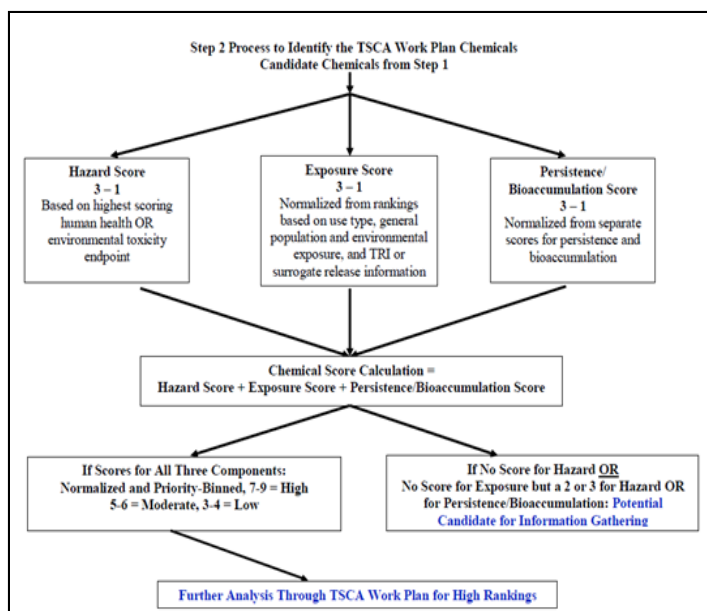 Step 2 Process to Identify the TSCA Work Plan Chemicals
Candidate Chemicals from Step 1
Hazard Score
3 – 1
Based on highest scoring
human health OR
environmental toxicity
endpoint
Exposure Score
3 – 1
Normalized from rankings
based on use type, general
population and environmental
exposure, and TRI or
surrogate release information
Persistence/
Bioaccumulation Score
3 – 1
Normalized from separate
scores for persistence and
bioaccumulation
Chemical Score Calculation =
Hazard Score + Exposure Score + Persistence/Bioaccumulation Score
If Scores for All Three Components:
Normalized and Priority-Binned, 7-9 = High
5-6 = Moderate, 3-4 = Low
If No Score for Hazard OR
No Score for Exposure but a 2 or 3 for Hazard OR
for Persistence/Bioaccumulation: Potential
Candidate for Information Gathering
Further Analysis Through TSCA Work Plan for High Rankings